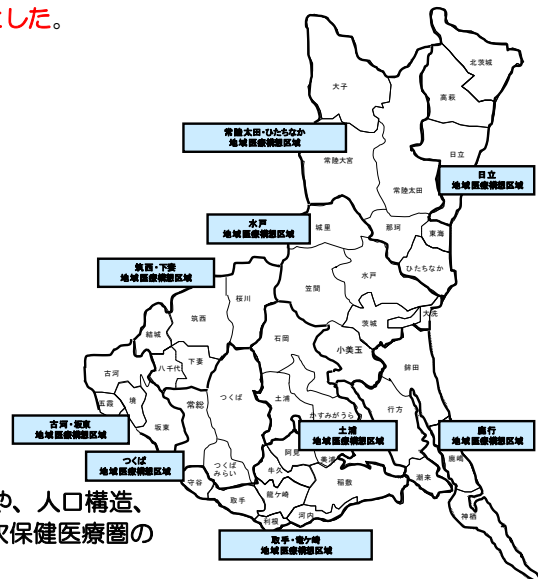 とした。
北茨城
大子
高萩
常陸太田・ひたちなか
地域医療構想区域
日立
常陸大宮
日立
地域医療構想区域
常陸太田
水戸
地域医療構想区域
城里
那珂
東海
筑西・下妻
地域医療構想区域
水戸
ひたちなか
笠間
桜川
大洗
筑西
茨城
結城
石岡
小美玉
下妻
鉾田
古河
八千代
つくば
五霞
境
常総
土浦
かすみがうら
行方
古河・坂東
地域医療構想区域
坂東
土浦
地域医療構想区域
鹿行
地域医療構想区域
つくば
地域医療構想区域
つくば
みらい
阿見
美浦
牛久
鹿嶋
守谷
稲敷
潮来
龍ケ崎
や、人口構造、
取手
河内
利根
神栖
次保健医療圏の
取手・竜ケ崎
地域医療構想区域